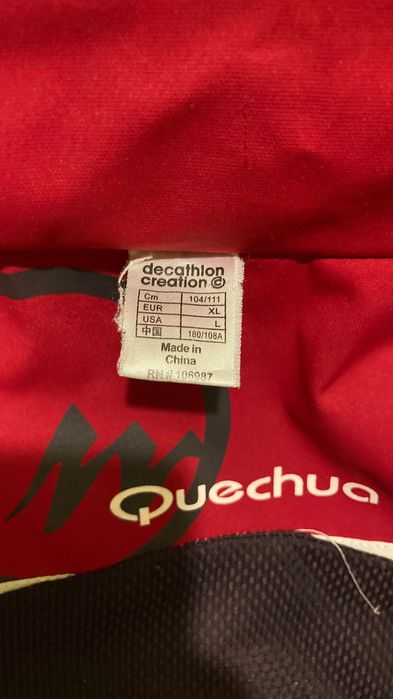 decathlon
creation ©
Cm 104/111
EUR XL
USA L
中国 180/108A
Made in
China
RN # 106987
Quechua